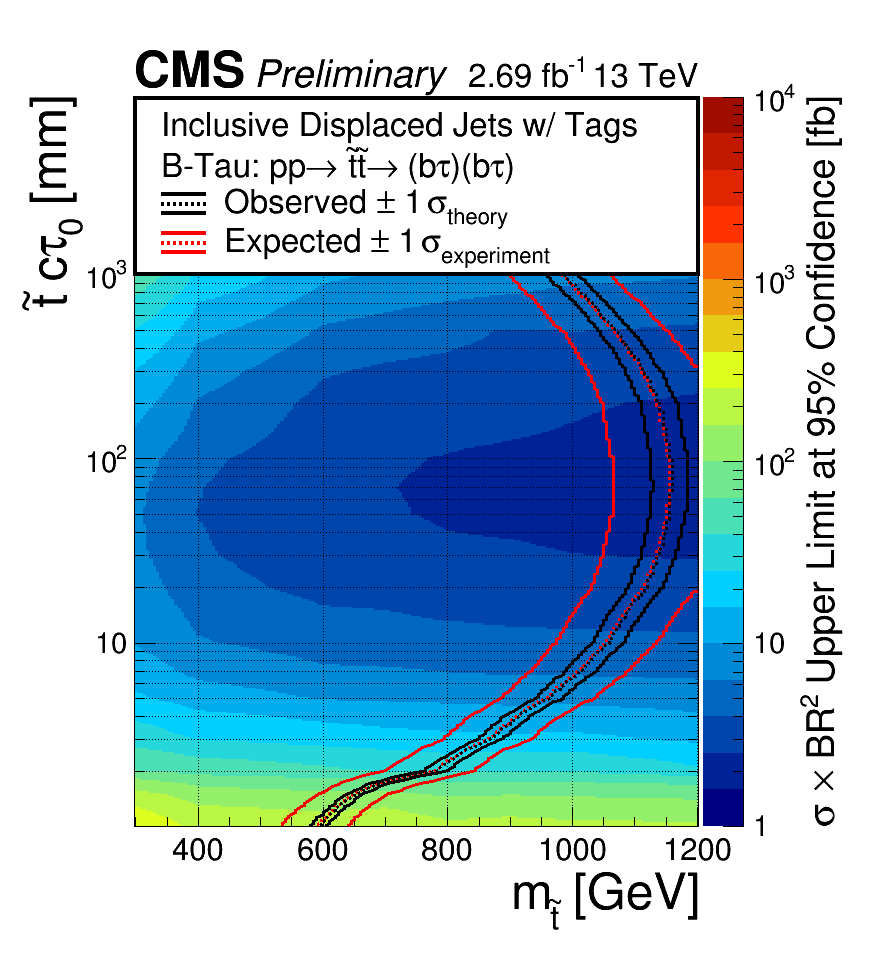 CMS Preliminary 2.69 fb⁻¹ 13 TeV
Inclusive Displaced Jets w/ Tags
B-Tau: pp→ t̃t̃→ (bτ)(bτ)
Observed ± 1 σtheory
Expected ± 1 σexperiment
t̃ cτ₀ [mm]
10³
10²
10
400 600 800 1000 1200
m_t̃ [GeV]
10⁴
10³
10²
10
1
σ × BR² Upper Limit at 95% Confidence [fb]